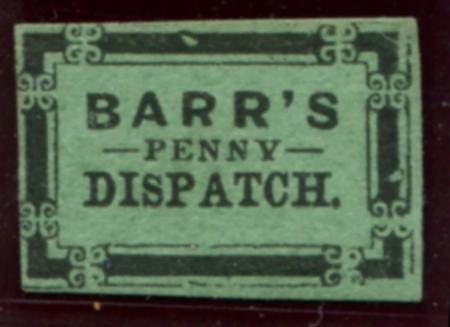 BARR'S
—PENNY—
DISPATCH.